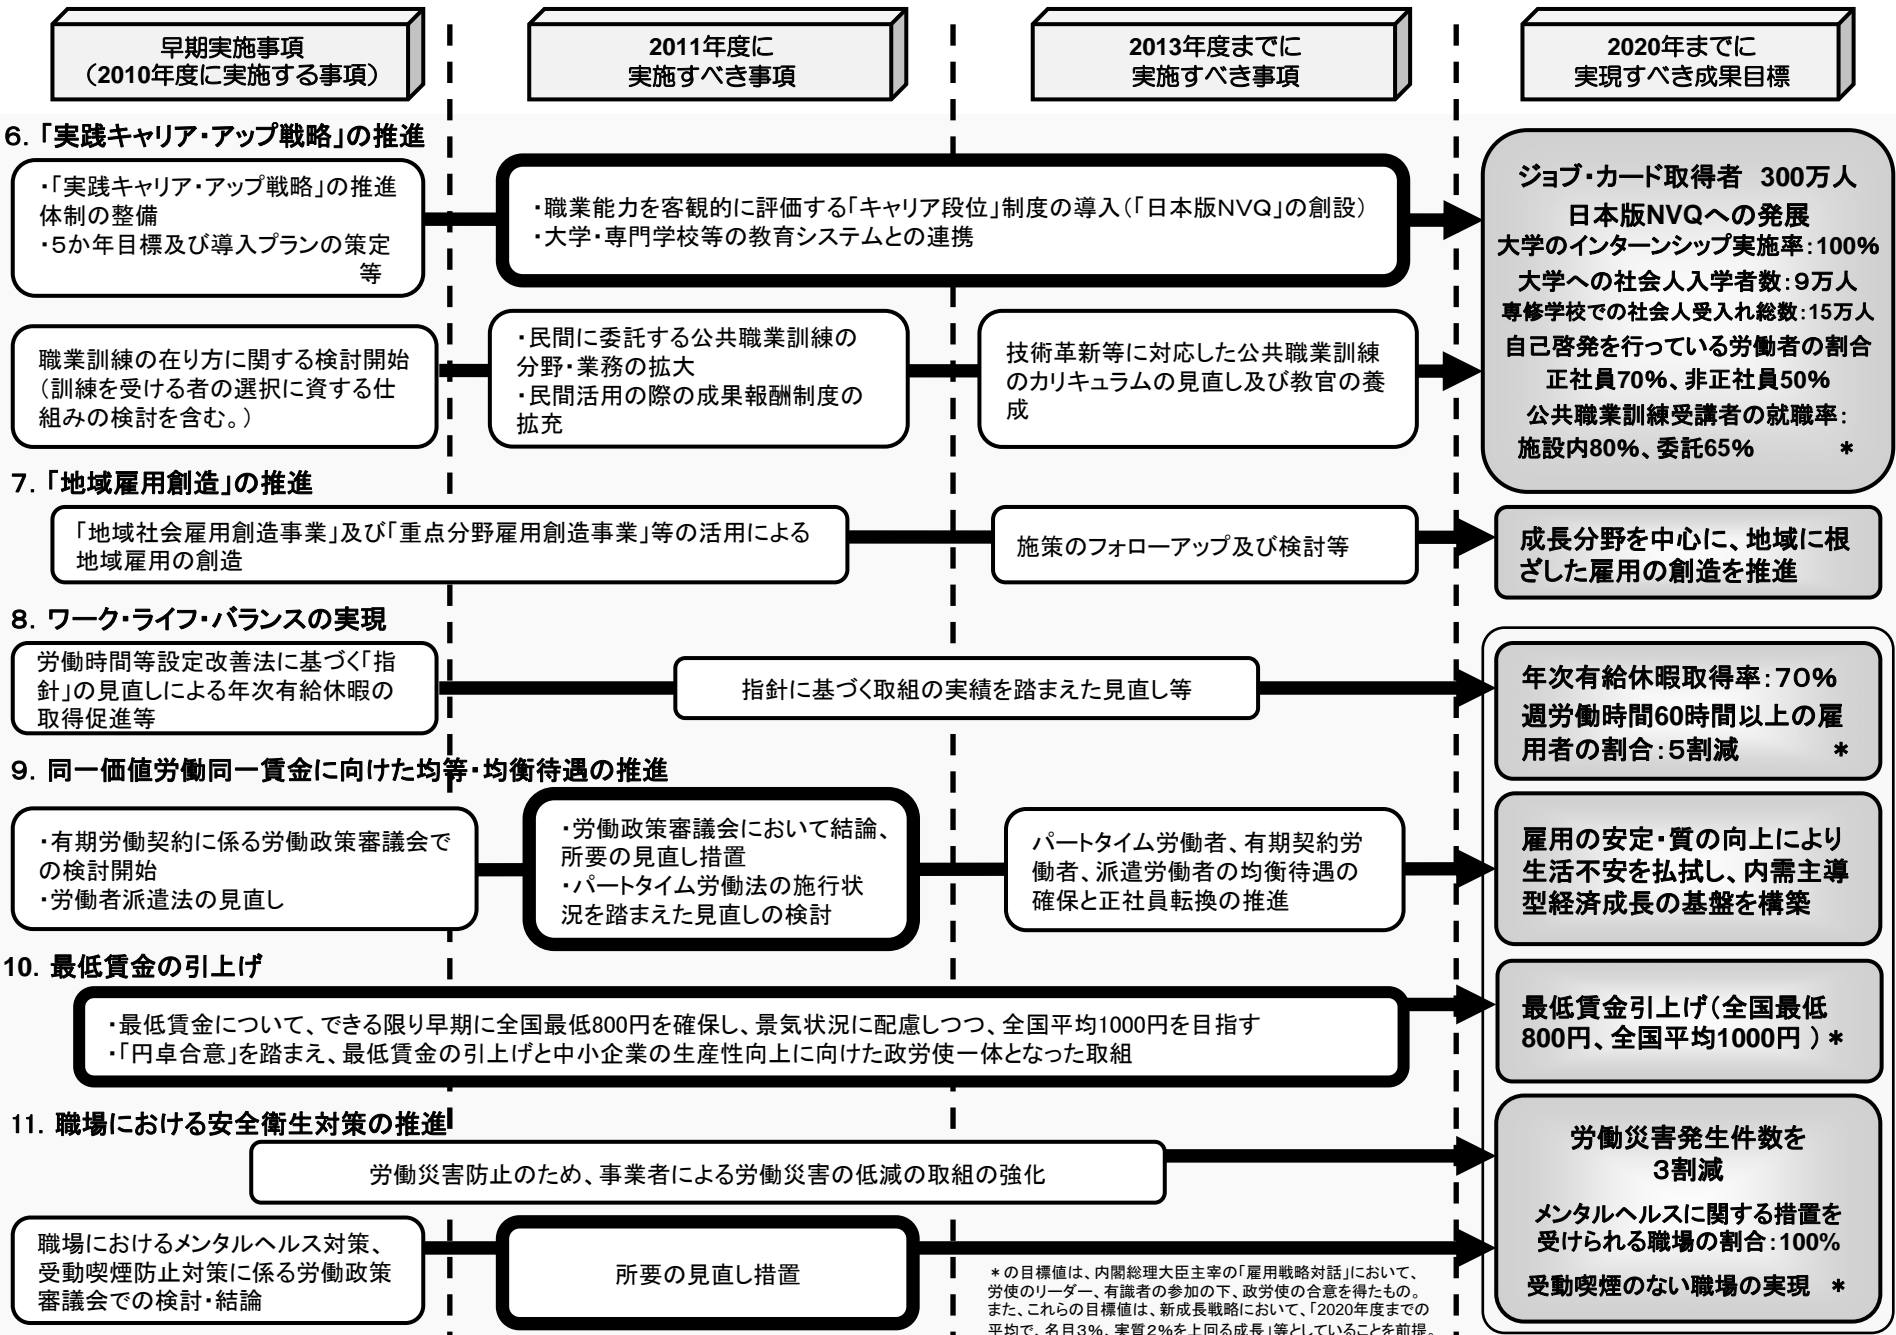 早期実施事項
（2010年度に実施する事項）
2011年度に
実施すべき事項
2013年度までに
実施すべき事項
2020年までに
実現すべき成果目標
６．「実践キャリア・アップ戦略」の推進
・「実践キャリア・アップ戦略」の推進
体制の整備
・５か年目標及び導入プランの策定
等
・職業能力を客観的に評価する「キャリア段位」制度の導入（「日本版ＮＶＱ」の創設）
・大学・専門学校等の教育システムとの連携
職業訓練の在り方に関する検討開始
（訓練を受ける者の選択に資する仕
組みの検討を含む。）
・民間に委託する公共職業訓練の
分野・業務の拡大
・民間活用の際の成果報酬制度の
拡充
技術革新等に対応した公共職業訓練
のカリキュラムの見直し及び教官の養
成
ジョブ・カード取得者　300万人
日本版NVQへの発展
大学のインターンシップ実施率：100%
大学への社会人入学者数：９万人
専修学校での社会人受入れ総数：15万人
自己啓発を行っている労働者の割合
正社員70%、非正社員50%
公共職業訓練受講者の就職率：
施設内80%、委託65%　　　＊
７．「地域雇用創造」の推進
「地域社会雇用創造事業」及び「重点分野雇用創造事業」等の活用による
地域雇用の創造
施策のフォローアップ及び検討等
成長分野を中心に、地域に根
ざした雇用の創造を推進
８．ワーク・ライフ・バランスの実現
労働時間等設定改善法に基づく「指
針」の見直しによる年次有給休暇の
取得促進等
指針に基づく取組の実績を踏まえた見直し等
年次有給休暇取得率：７０％
週労働時間60時間以上の雇
用者の割合：５割減　　　＊
９．同一価値労働同一賃金に向けた均等・均衡待遇の推進
・有期労働契約に係る労働政策審議会で
の検討開始
・労働者派遣法の見直し
・労働政策審議会において結論、
所要の見直し措置
・パートタイム労働法の施行状
況を踏まえた見直しの検討
パートタイム労働者、有期契約労
働者、派遣労働者の均衡待遇の
確保と正社員転換の推進
雇用の安定・質の向上により
生活不安を払拭し、内需主導
型経済成長の基盤を構築
10．最低賃金の引上げ
・最低賃金について、できる限り早期に全国最低800円を確保し、景気状況に配慮しつつ、全国平均1000円を目指す
・「円卓合意」を踏まえ、最低賃金の引上げと中小企業の生産性向上に向けた政労使一体となった取組
最低賃金引上げ（全国最低
800円、全国平均1000円 ）＊
11．職場における安全衛生対策の推進
労働災害防止のため、事業者による労働災害の低減の取組の強化
職場におけるメンタルヘルス対策、
受動喫煙防止対策に係る労働政策
審議会での検討・結論
所要の見直し措置
労働災害発生件数を
３割減
メンタルヘルスに関する措置を
受けられる職場の割合：100%
受動喫煙のない職場の実現　＊
＊の目標値は、内閣総理大臣主宰の「雇用戦略対話」において、
労使のリーダー、有識者の参加の下、政労使の合意を得たもの。
また、これらの目標値は、新成長戦略において、「2020年度までの
平均で、名目３％、実質２％を上回る成長」等としていることを前提。